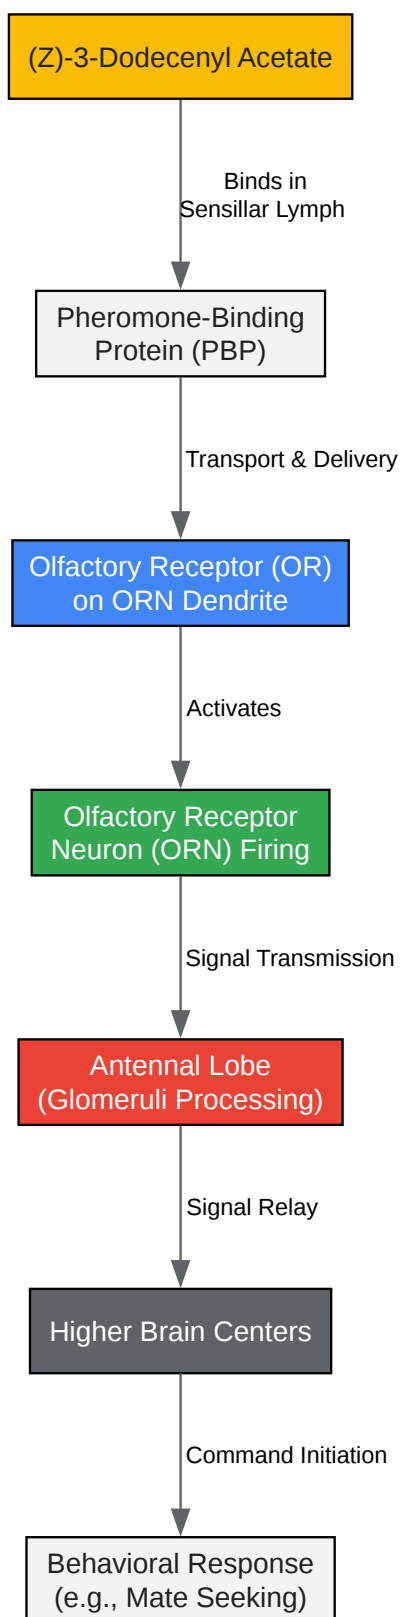 (Z)-3-Dodecenyl Acetate
Binds in
Sensillar Lymph
Pheromone-Binding
Protein (PBP)
Transport & Delivery
Olfactory Receptor (OR)
on ORN Dendrite
Activates
Olfactory Receptor
Neuron (ORN) Firing
Signal Transmission
Antennal Lobe
(Glomeruli Processing)
Signal Relay
Higher Brain Centers
Command Initiation
Behavioral Response
(e.g., Mate Seeking)